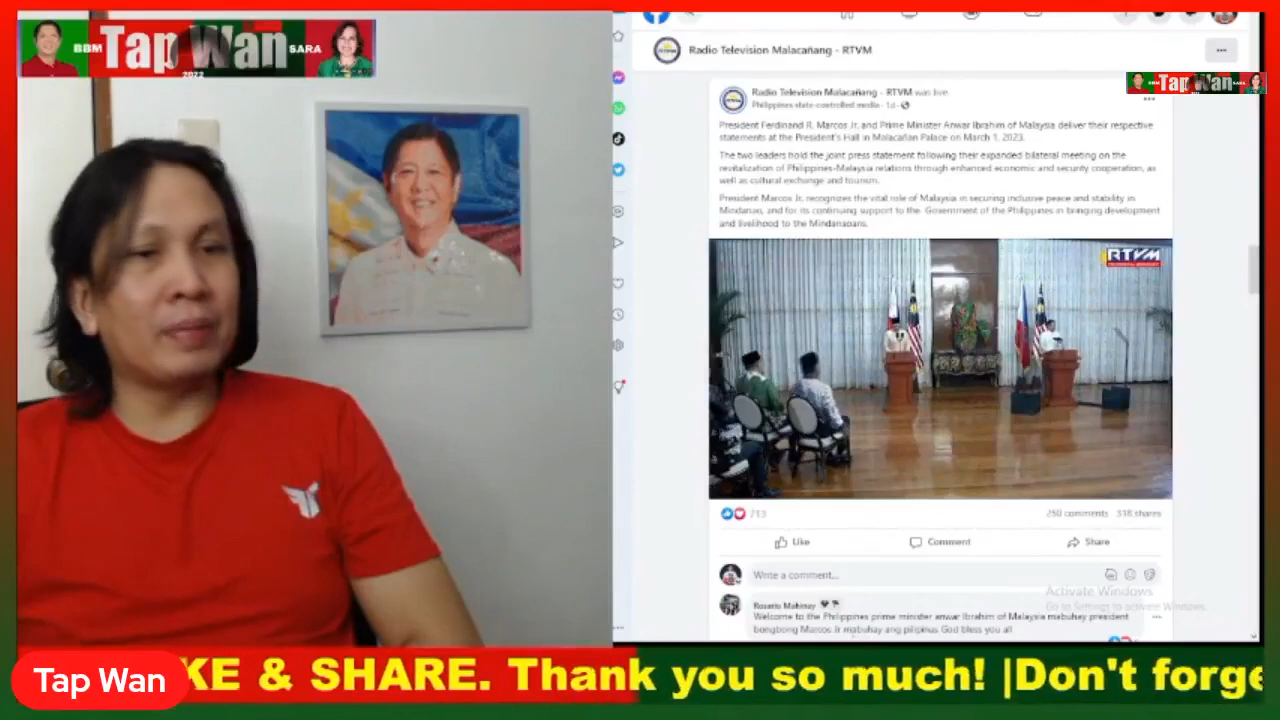 BBM Tap Wan SARA
2022
Radio Television Malacañang - RTVM
BBM Tap Wan SARA
Radio Television Malacañang - RTVM was live
Philippines state-controlled media · 1d ·
President Ferdinand R. Marcos Jr. and Prime Minister Anwar Ibrahim of Malaysia deliver their respective
statements at the President's Hall in Malacañan Palace on March 1, 2023.
The two leaders hold the joint press statement following their expanded bilateral meeting on the
revitalization of Philippines-Malaysia relations through enhanced economic and security cooperation, as
well as cultural exchange and tourism.
President Marcos Jr. recognizes the vital role of Malaysia in securing inclusive peace and stability in
Mindanao, and for its continuing support to the Government of the Philippines in bringing development
and livelihood to the Mindanaoans.
RTVM
713
250 comments 318 shares
Like Comment Share
Write a comment...
Activate Windows
Go to Settings to activate Windows.
Rosario Mahinay
Welcome to the Philippines prime minister anwar Ibrahim of Malaysia mabuhay president
bongbong Marcos Jr mabuhay ang pilipinas God bless you all
Tap Wan
KE & SHARE. Thank you so much! |Don't forge